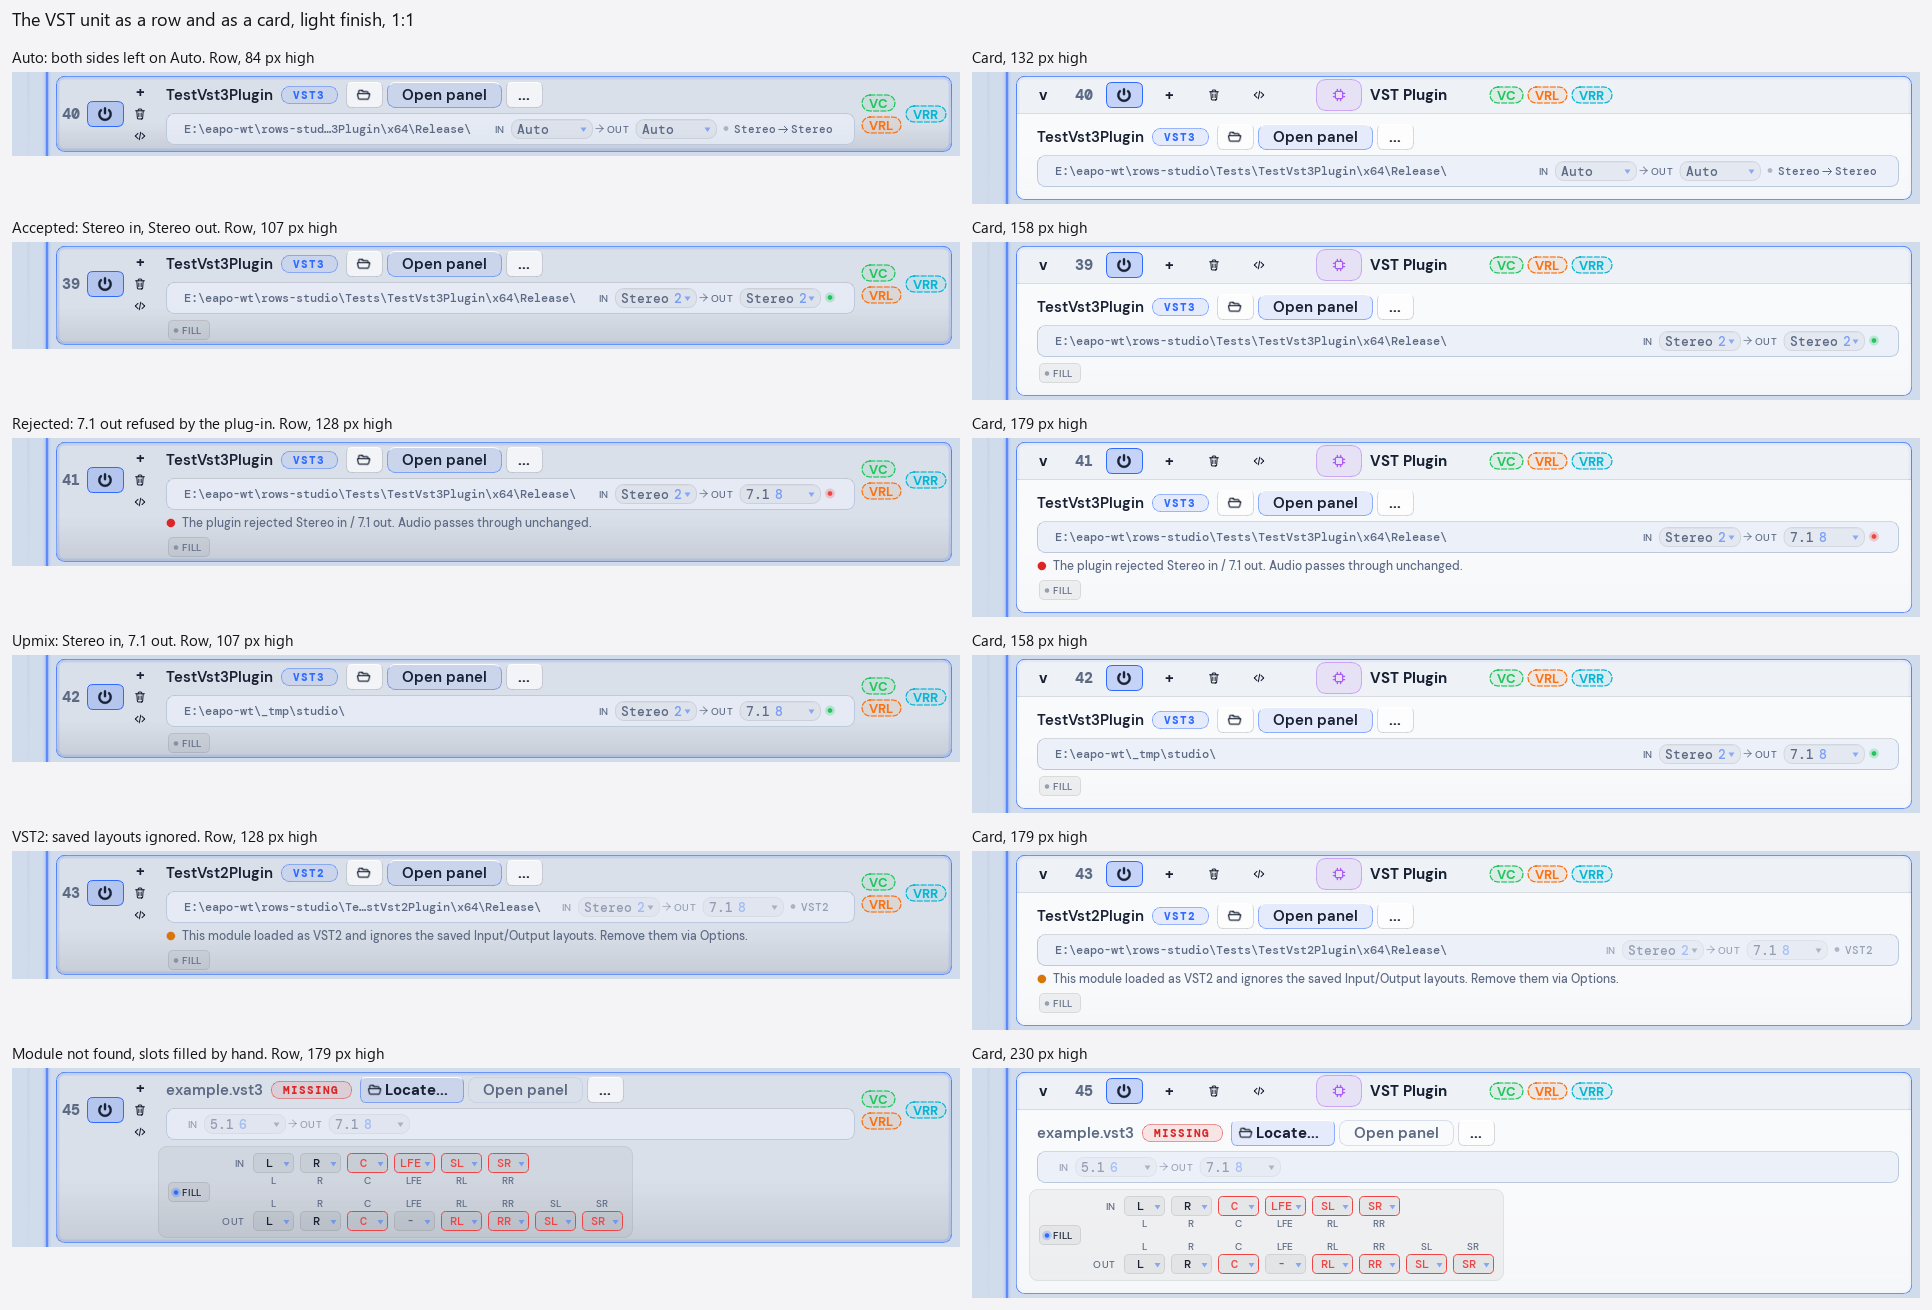 The VST unit as a row and as a card, light finish, 1:1
Auto: both sides left on Auto. Row, 84 px high
40 + TestVst3Plugin VST3 Open panel ... VC VRL VRR
E:\eapo-wt\rows-stud…3Plugin\x64\Release\ IN Auto → OUT Auto Stereo → Stereo
Card, 132 px high
v 40 + </> VST Plugin VC VRL VRR
TestVst3Plugin VST3 Open panel ...
E:\eapo-wt\rows-studio\Tests\TestVst3Plugin\x64\Release\ IN Auto → OUT Auto Stereo → Stereo
Accepted: Stereo in, Stereo out. Row, 107 px high
39 + TestVst3Plugin VST3 Open panel ... VC VRL VRR
E:\eapo-wt\rows-studio\Tests\TestVst3Plugin\x64\Release\ IN Stereo 2 → OUT Stereo 2
FILL
Card, 158 px high
v 39 + </> VST Plugin VC VRL VRR
TestVst3Plugin VST3 Open panel ...
E:\eapo-wt\rows-studio\Tests\TestVst3Plugin\x64\Release\ IN Stereo 2 → OUT Stereo 2
FILL
Rejected: 7.1 out refused by the plug-in. Row, 128 px high
41 + TestVst3Plugin VST3 Open panel ... VC VRL VRR
E:\eapo-wt\rows-studio\Tests\TestVst3Plugin\x64\Release\ IN Stereo 2 → OUT 7.1 8
The plugin rejected Stereo in / 7.1 out. Audio passes through unchanged.
FILL
Card, 179 px high
v 41 + </> VST Plugin VC VRL VRR
TestVst3Plugin VST3 Open panel ...
E:\eapo-wt\rows-studio\Tests\TestVst3Plugin\x64\Release\ IN Stereo 2 → OUT 7.1 8
The plugin rejected Stereo in / 7.1 out. Audio passes through unchanged.
FILL
Upmix: Stereo in, 7.1 out. Row, 107 px high
42 + TestVst3Plugin VST3 Open panel ... VC VRL VRR
E:\eapo-wt\_tmp\studio\ IN Stereo 2 → OUT 7.1 8
FILL
Card, 158 px high
v 42 + </> VST Plugin VC VRL VRR
TestVst3Plugin VST3 Open panel ...
E:\eapo-wt\_tmp\studio\ IN Stereo 2 → OUT 7.1 8
FILL
VST2: saved layouts ignored. Row, 128 px high
43 + TestVst2Plugin VST2 Open panel ... VC VRL VRR
E:\eapo-wt\rows-studio\Te…stVst2Plugin\x64\Release\ IN Stereo 2 → OUT 7.1 8 VST2
This module loaded as VST2 and ignores the saved Input/Output layouts. Remove them via Options.
FILL
Card, 179 px high
v 43 + </> VST Plugin VC VRL VRR
TestVst2Plugin VST2 Open panel ...
E:\eapo-wt\rows-studio\Tests\TestVst2Plugin\x64\Release\ IN Stereo 2 → OUT 7.1 8 VST2
This module loaded as VST2 and ignores the saved Input/Output layouts. Remove them via Options.
FILL
Module not found, slots filled by hand. Row, 179 px high
45 + example.vst3 MISSING Locate... Open panel ... VC VRL VRR
IN 5.1 6 → OUT 7.1 8
IN L R C LFE SL SR
L R C LFE RL RR
FILL
L R C LFE RL RR SL SR
OUT L R C - RL RR SL SR
Card, 230 px high
v 45 + </> VST Plugin VC VRL VRR
example.vst3 MISSING Locate... Open panel ...
IN 5.1 6 → OUT 7.1 8
IN L R C LFE SL SR
L R C LFE RL RR
FILL
L R C LFE RL RR SL SR
OUT L R C - RL RR SL SR